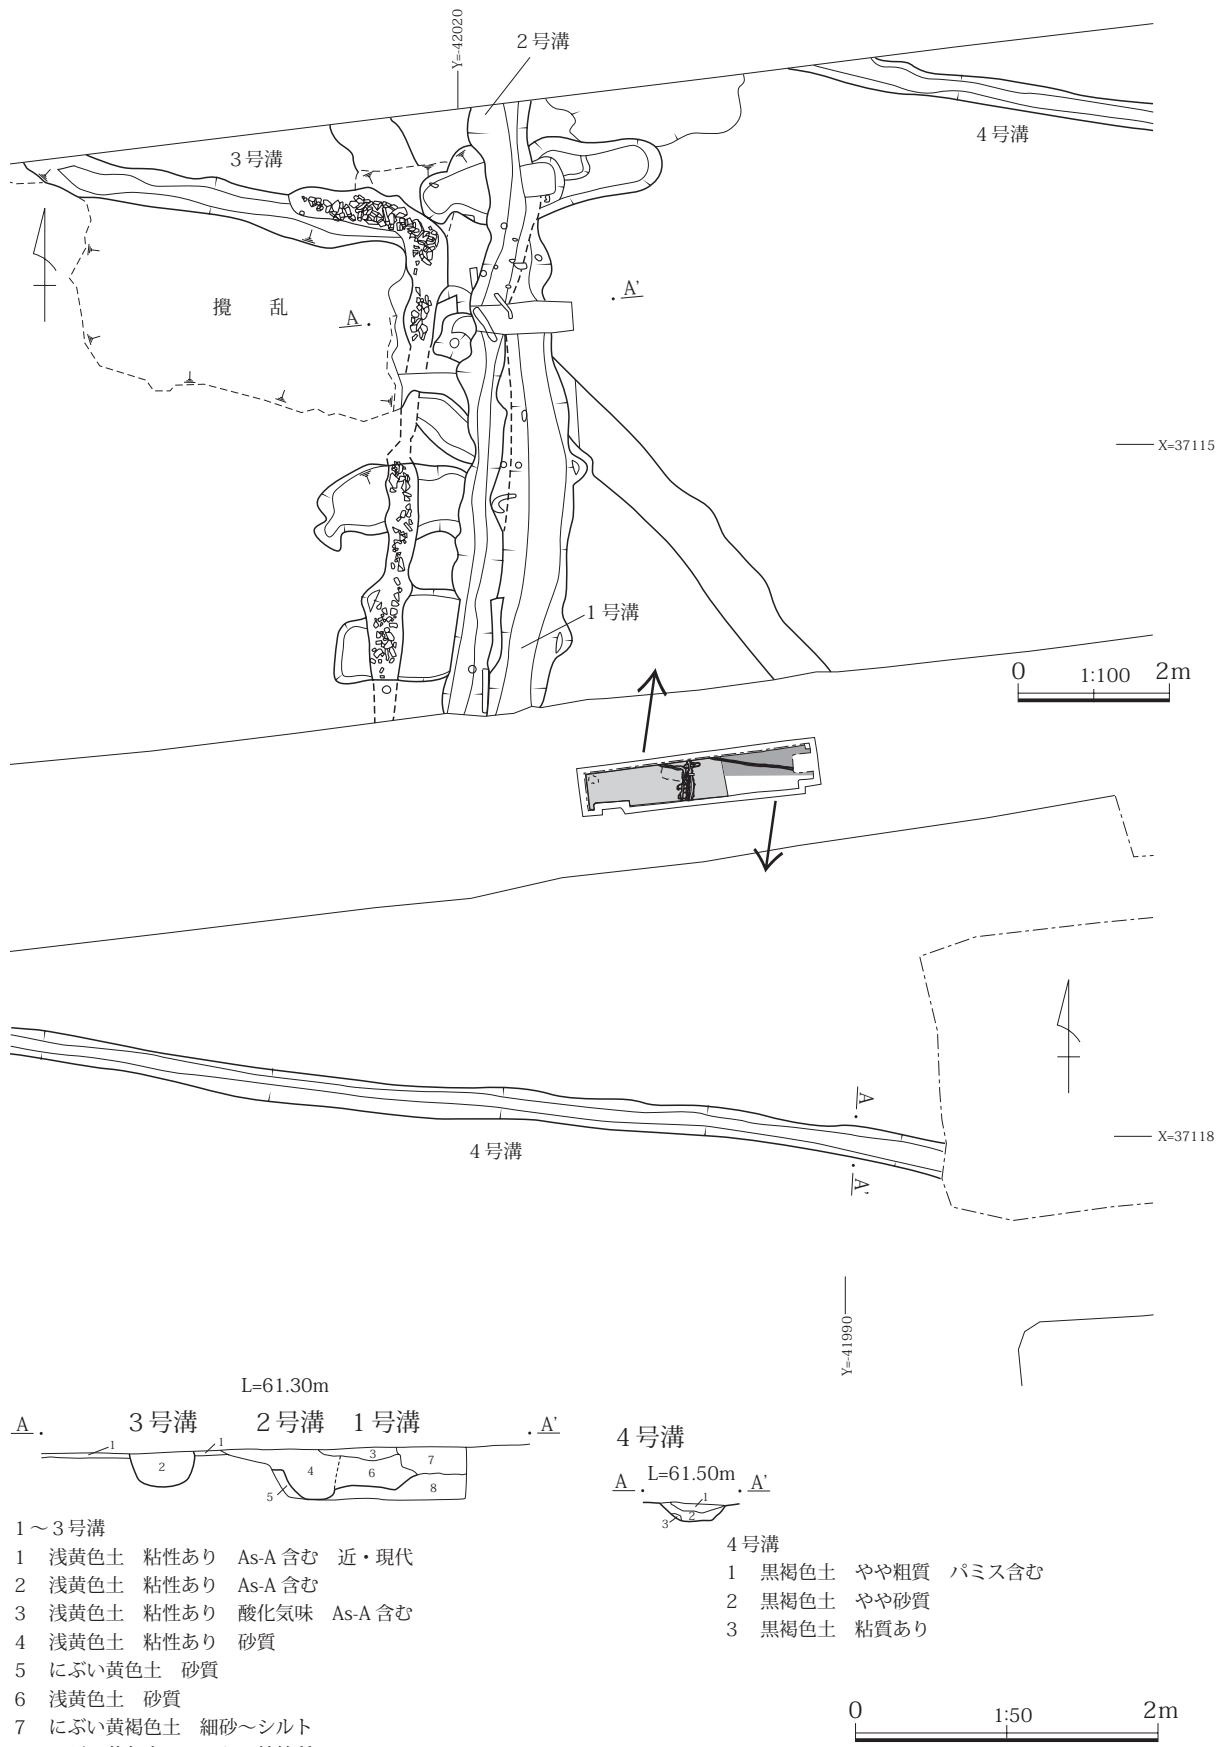 Y=-42020
2号溝
4号溝
3号溝
A'
攪 乱
A
X=37115
1号溝
0 1:100 2m
A
4号溝
X=37118
A'
Y=-41990
L=61.30m
A 3号溝 2号溝 1号溝 A'
1 1 2 3 4 5 6 7 8
4号溝
A L=61.50m A'
1
2
3
1～3号溝
1 浅黄色土 粘性あり As-A 含む 近・現代
2 浅黄色土 粘性あり As-A 含む
3 浅黄色土 粘性あり 酸化気味 As-A 含む
4 浅黄色土 粘性あり 砂質
5 にぶい黄色土 砂質
6 浅黄色土 砂質
7 にぶい黄褐色土 細砂～シルト
4号溝
1 黒褐色土 やや粗質 パミス含む
2 黒褐色土 やや砂質
3 黒褐色土 粘質あり
0 1:50 2m